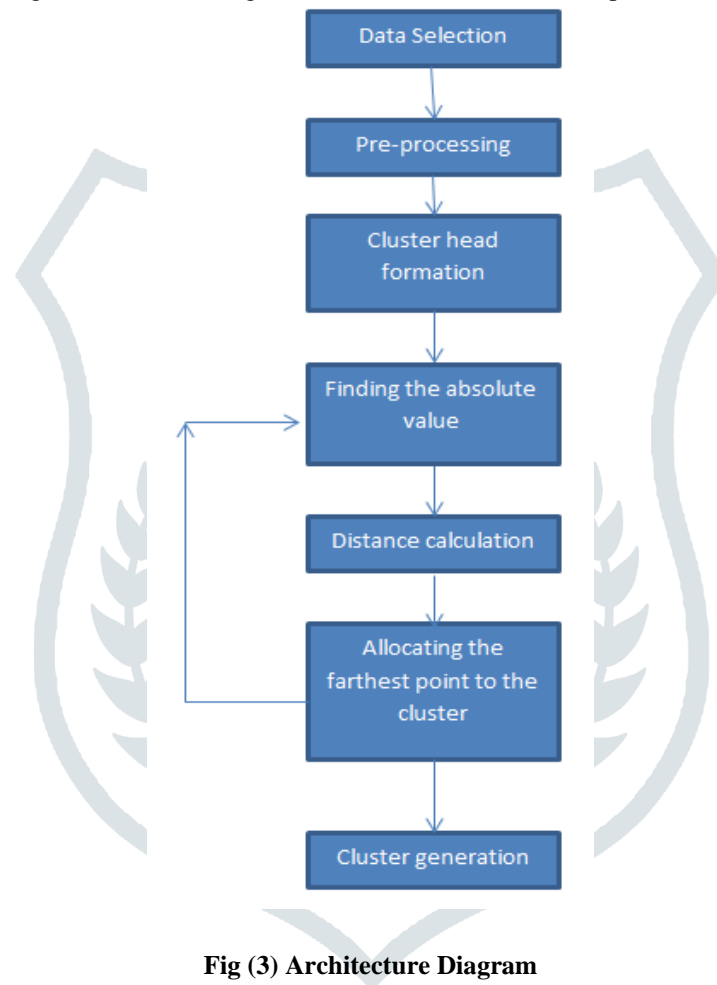 Data Selection
Pre-processing
Cluster head
formation
Finding the absolute
value
Distance calculation
Allocating the
farthest point to the
cluster
Cluster generation
Fig (3) Architecture Diagram